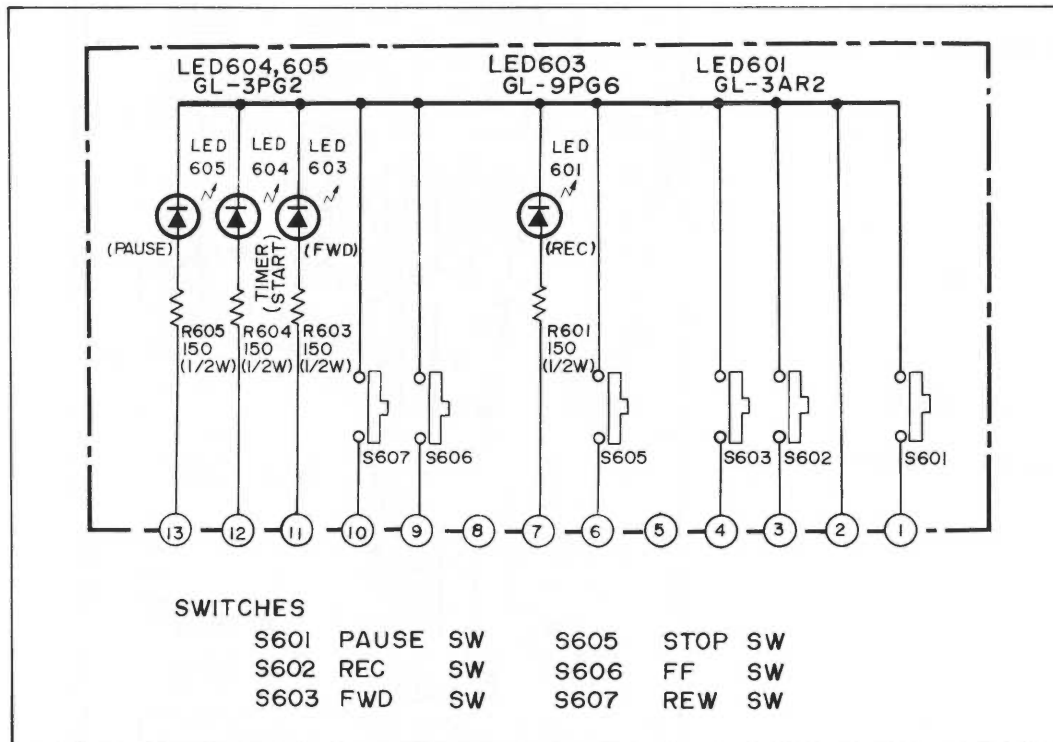 LED604,605
GL-3PG2
LED603
GL-9PG6
LED601
GL-3AR2
LED
605
LED
604
LED
603
LED
601
(PAUSE)
TIMER
(START)
(FWD)
(REC)
R605
150
(1/2W)
R604
150
(1/2W)
R603
150
(1/2W)
R601
150
(1/2W)
S607
S606
S605
S603
S602
S601
13 12 11 10 9 8 7 6 5 4 3 2 1
SWITCHES
S601 PAUSE SW S605 STOP SW
S602 REC SW S606 FF SW
S603 FWD SW S607 REW SW